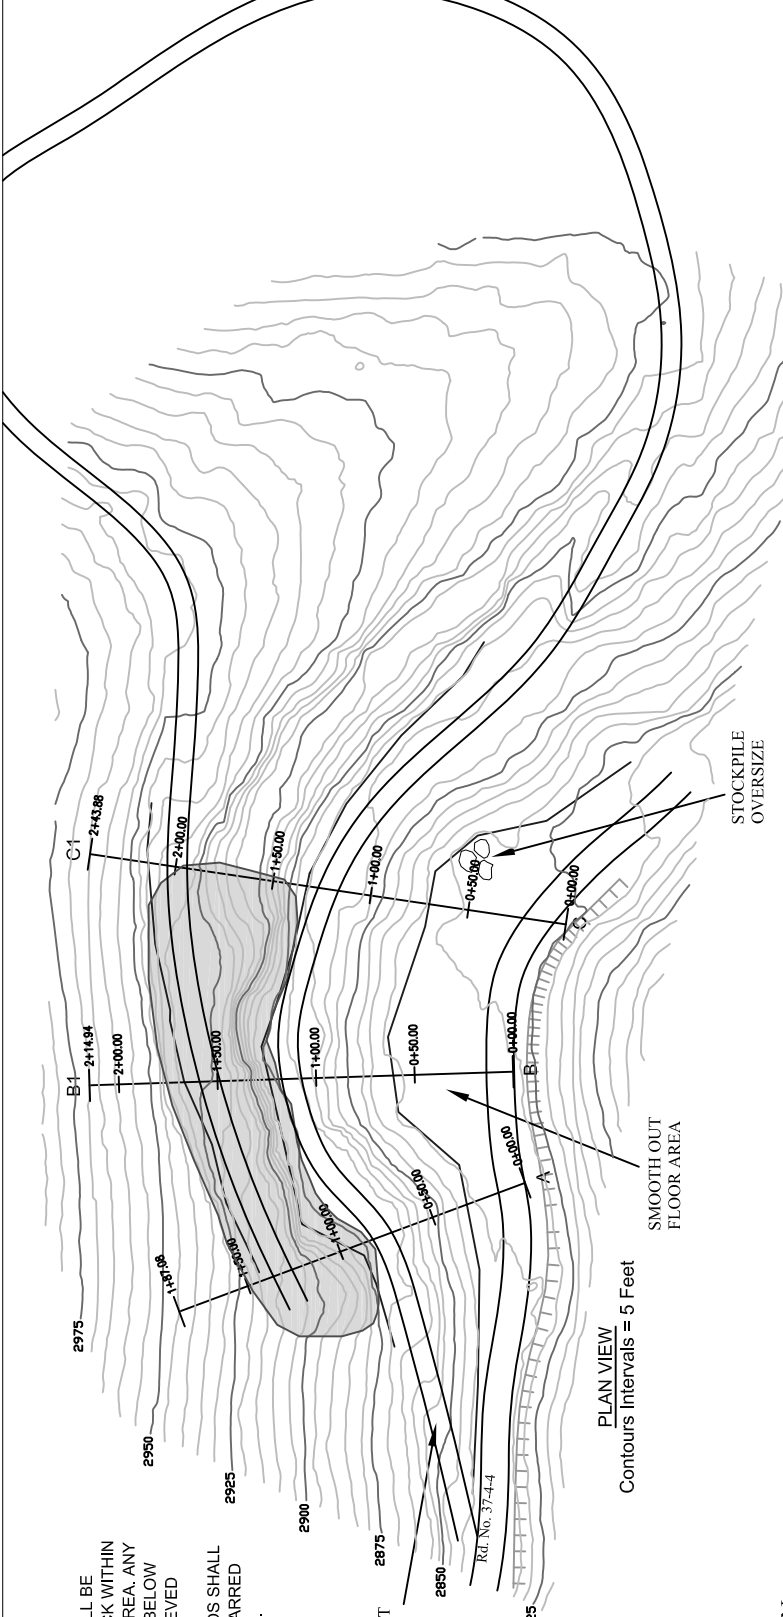 C1
2+43.88
2+00.00
1+50.00
1+00.00
0+50.00
0+00.00
C
B1
2+14.94
2+00.00
1+50.00
1+00.00
0+50.00
0+00.00
B
1+87.08
1+50.00
1+00.00
0+50.00
0+00.00
A
STOCKPILE
OVERSIZE
SMOOTH OUT
FLOOR AREA
PLAN VIEW
Contours Intervals = 5 Feet
2975
2950
2925
2900
2875
2850
25
Rd. No. 37-4-4
LL BE
CK WITHIN
REA. ANY
BELOW
EVED
DS SHALL
ARRED
.
T